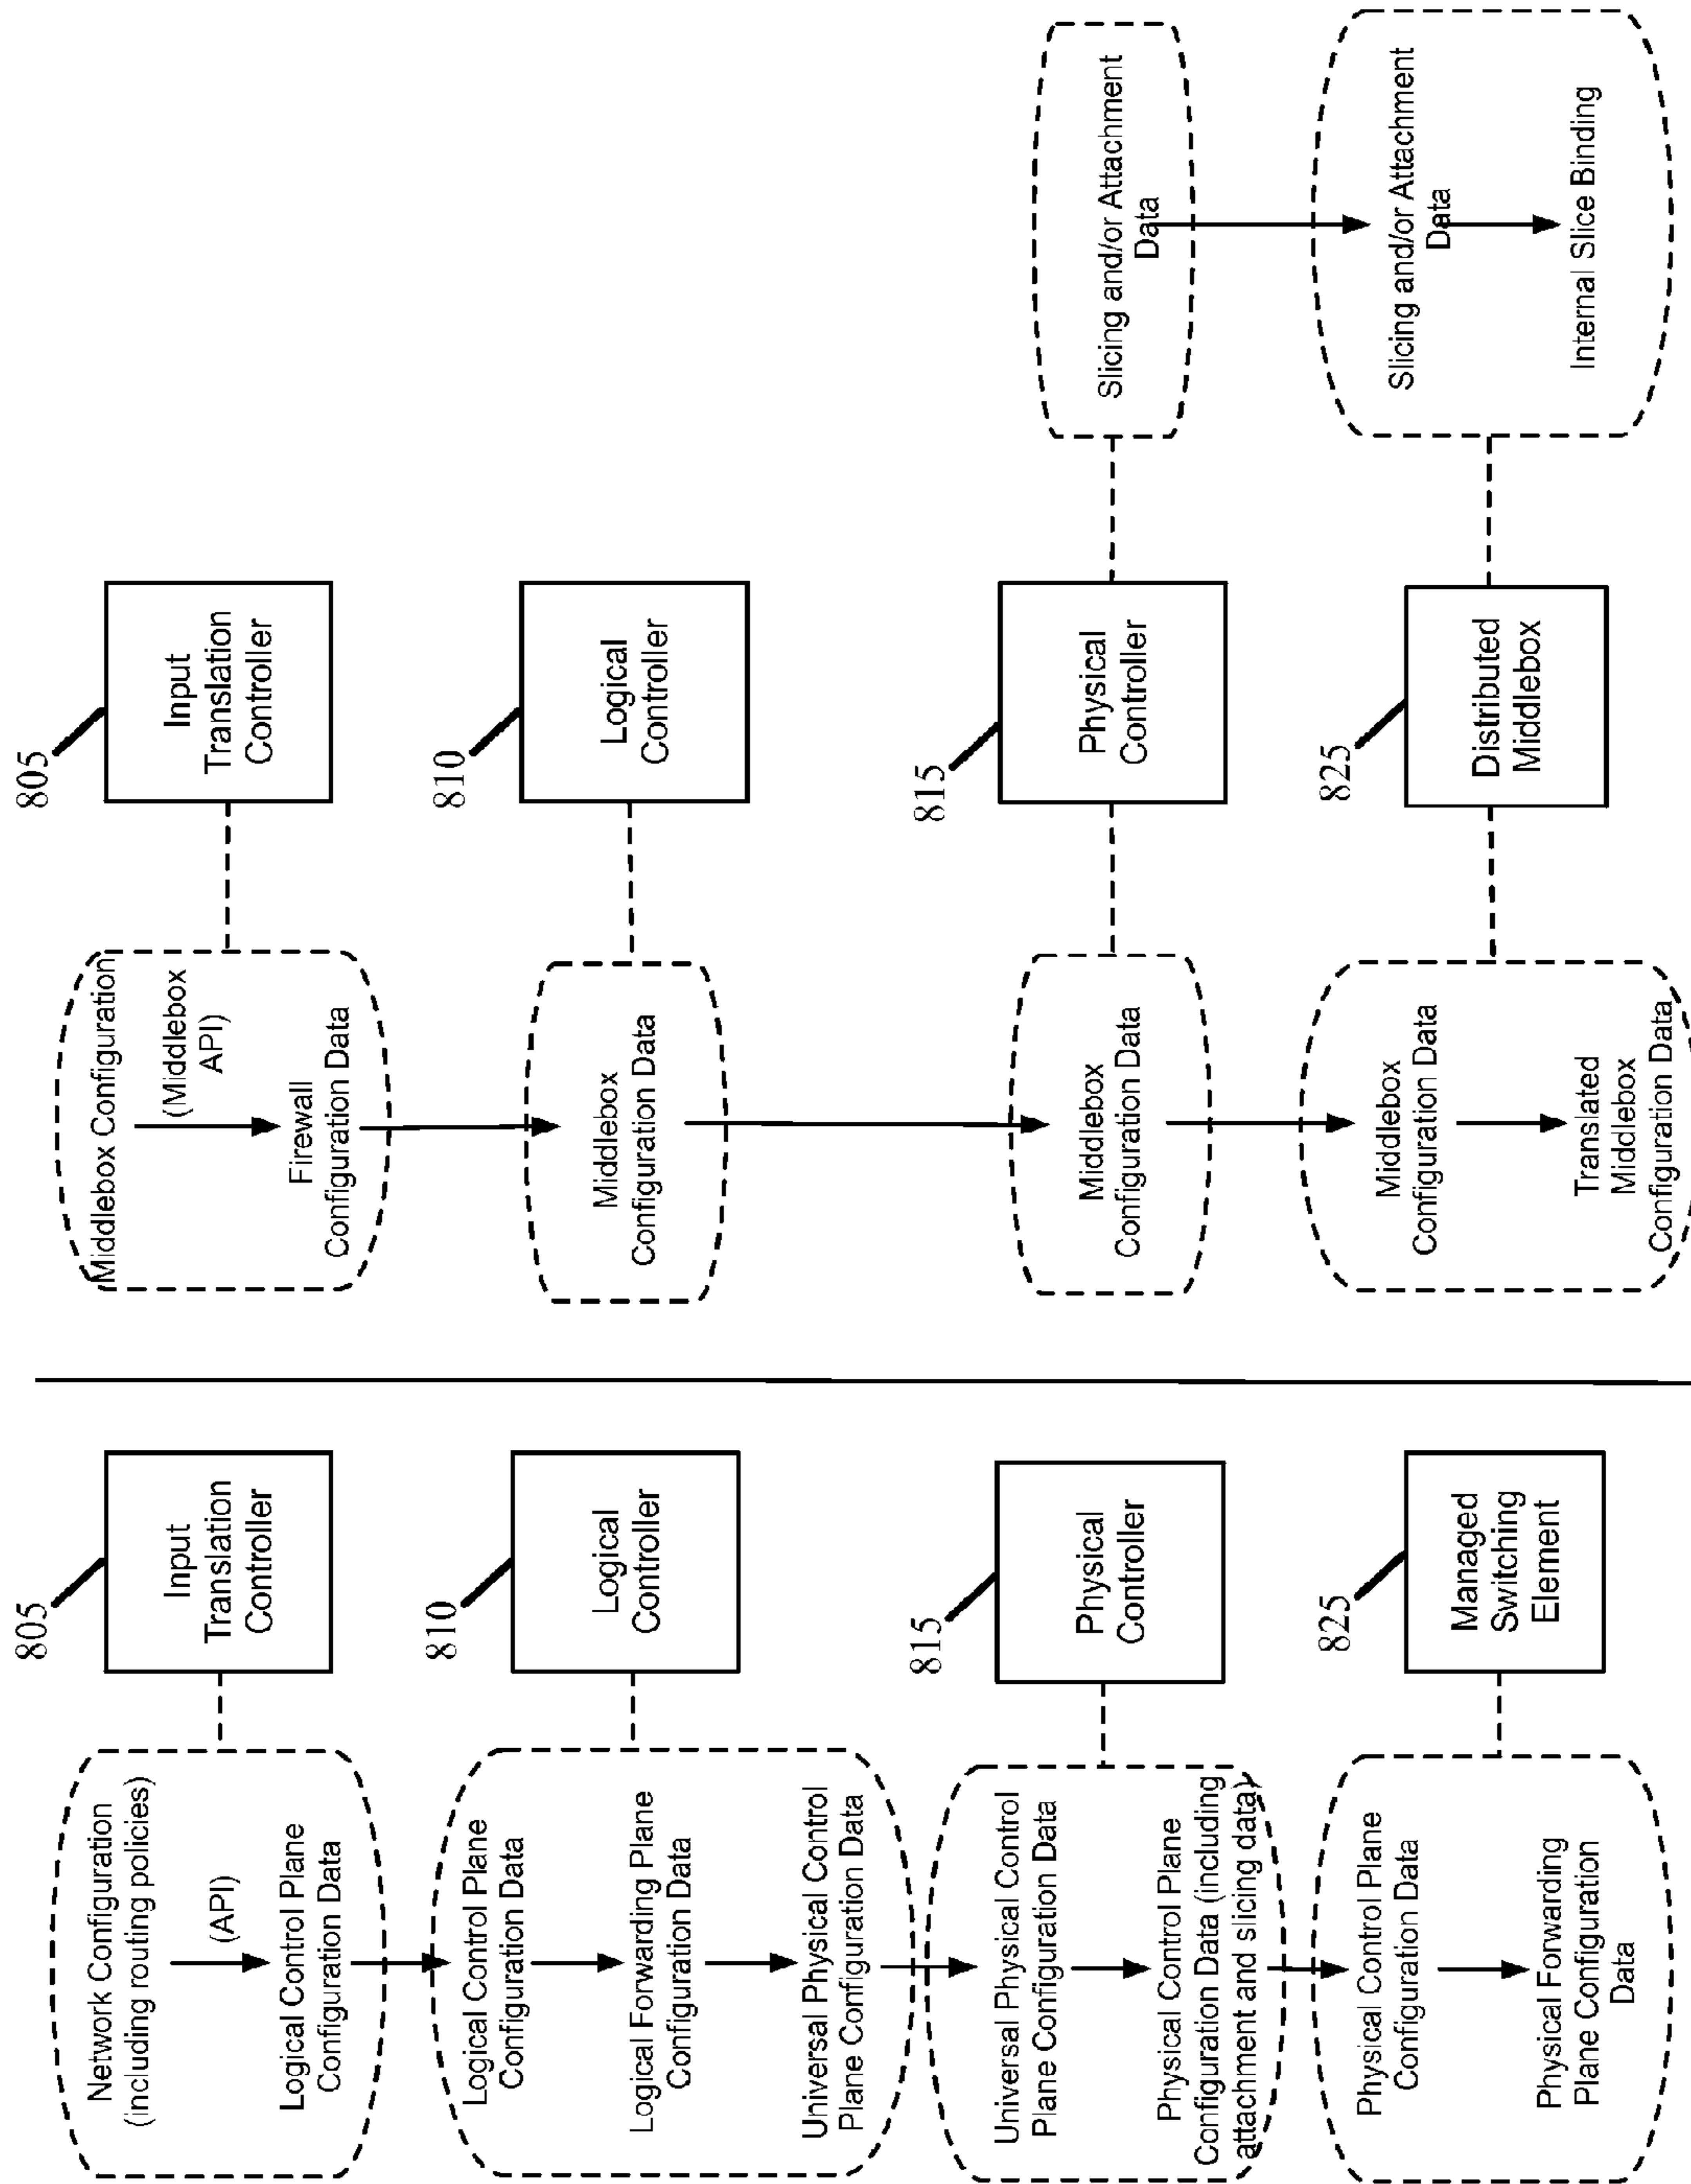 Network Configuration
(including routing policies)
(API)
Logical Control Plane
Configuration Data
805
Input
Translation
Controller
Logical Control Plane
Configuration Data
Logical Forwarding Plane
Configuration Data
Universal Physical Control
Plane Configuration Data
810
Logical
Controller
Universal Physical Control
Plane Configuration Data
Physical Control Plane
Configuration Data (including
attachment and slicing data)
815
Physical
Controller
Physical Control Plane
Configuration Data
Physical Forwarding
Plane Configuration
Data
825
Managed
Switching
Element
Middlebox Configuration
(Middlebox
API)
Firewall
Configuration Data
805
Input
Translation
Controller
Middlebox
Configuration Data
810
Logical
Controller
Middlebox
Configuration Data
815
Physical
Controller
Slicing and/or Attachment
Data
Middlebox
Configuration Data
Translated
Middlebox
Configuration Data
825
Distributed
Middlebox
Slicing and/or Attachment
Data
Internal Slice Binding